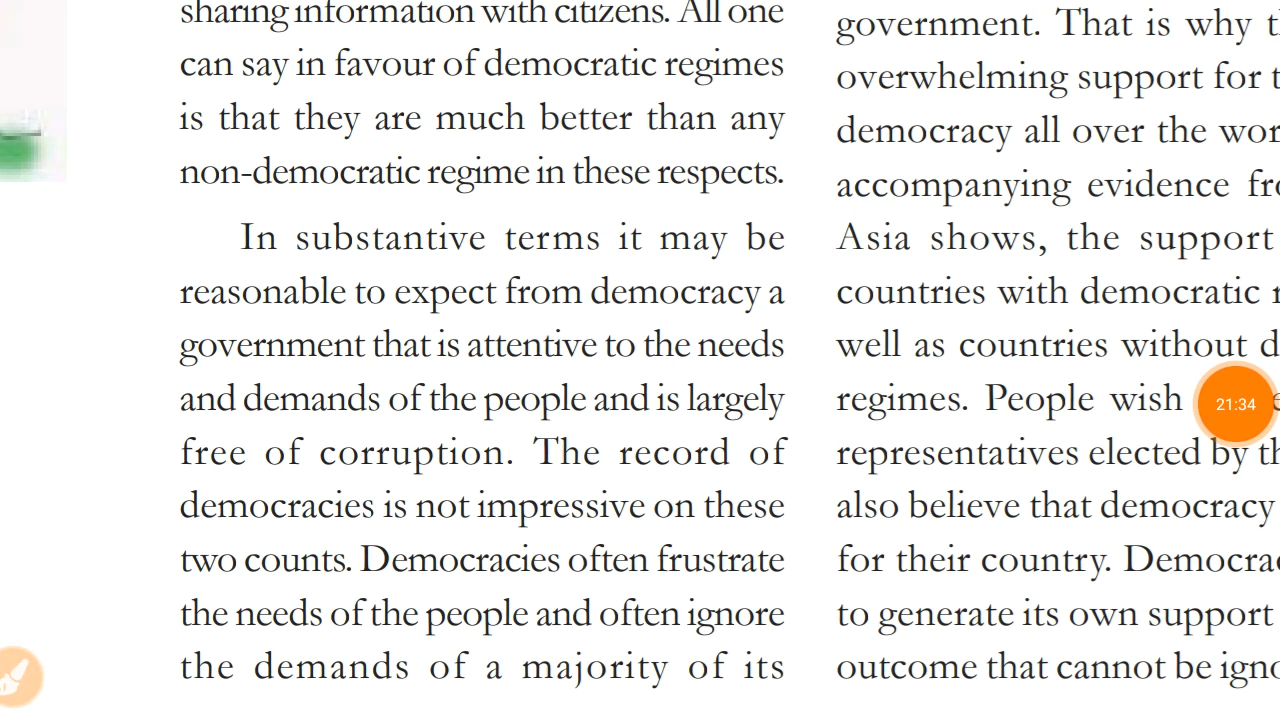 sharing information with citizens. All one
can say in favour of democratic regimes
is that they are much better than any
non-democratic regime in these respects.
In substantive terms it may be
reasonable to expect from democracy a
government that is attentive to the needs
and demands of the people and is largely
free of corruption. The record of
democracies is not impressive on these
two counts. Democracies often frustrate
the needs of the people and often ignore
the demands of a majority of its
government. That is why
overwhelming support for
democracy all over the
accompanying evidence
Asia shows, the support
countries with democratic
well as countries without
regimes. People wish
representatives elected by
also believe that democracy
for their country.
to generate its own support
outcome that cannot be
21:34